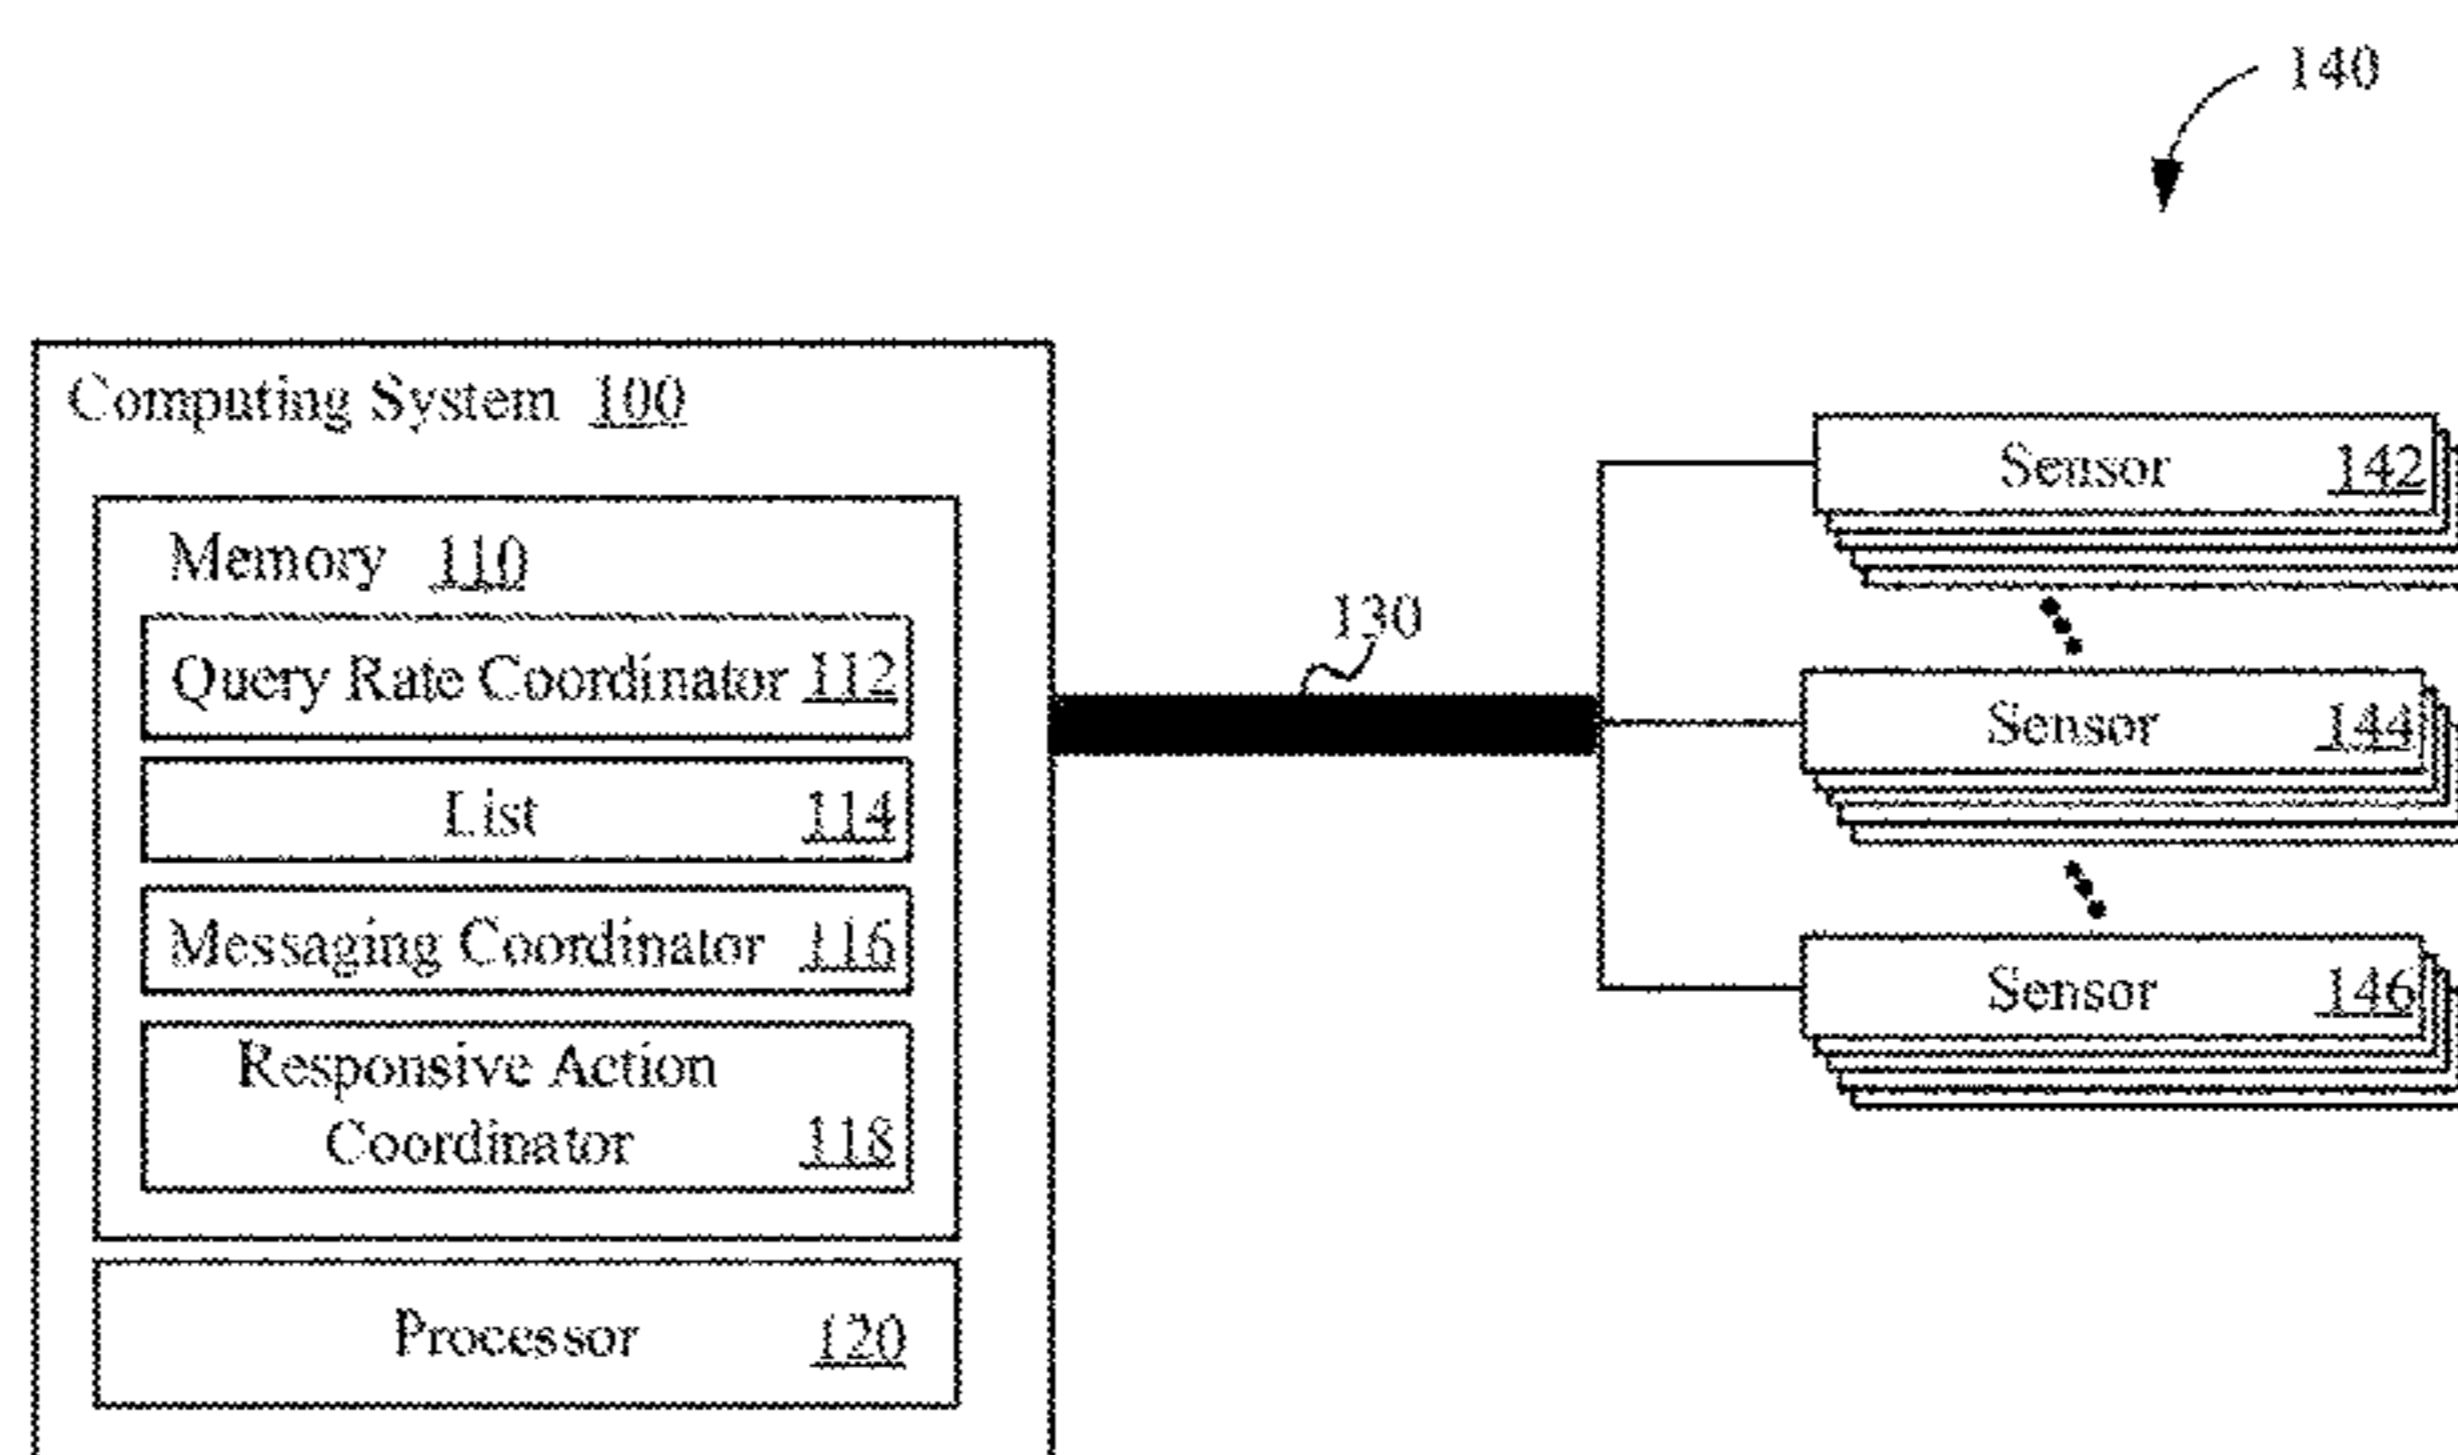 140
Computing System 100
Memory 110
Query Rate Coordinator 112
List 114
Messaging Coordinator 116
Responsive Action
Coordinator 118
Processor 120
130
Sensor 142
Sensor 144
Sensor 146